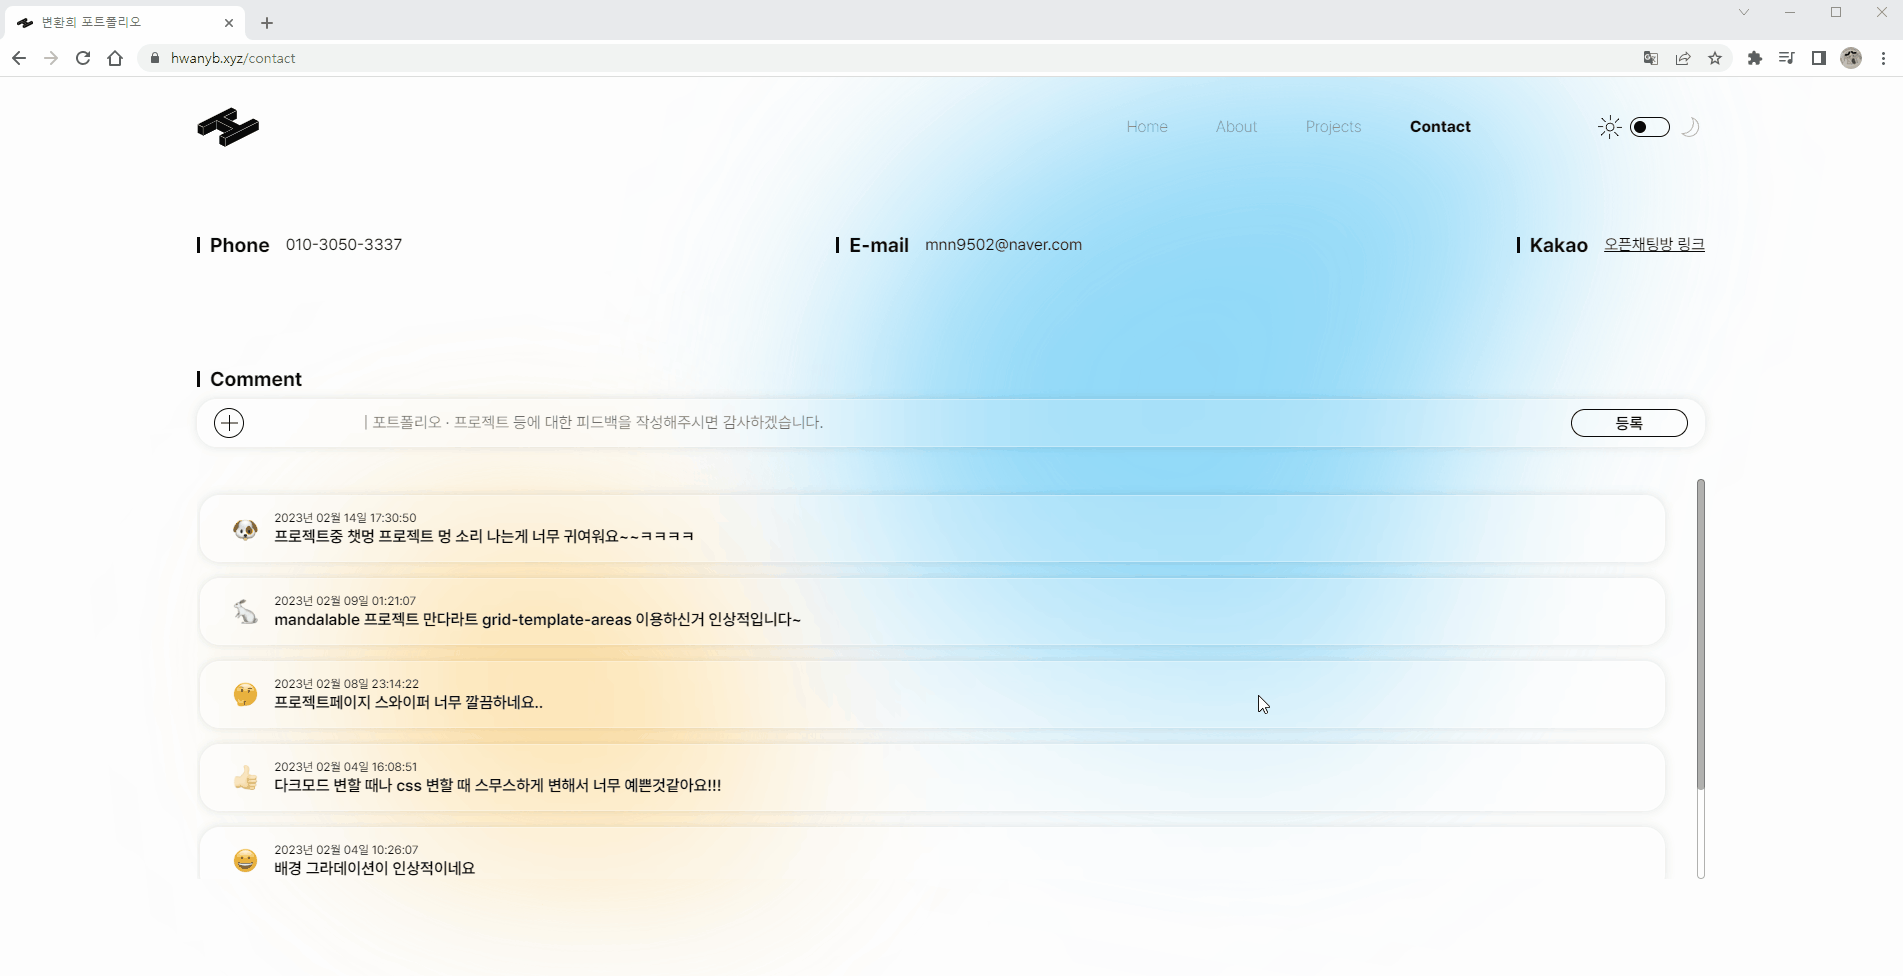 변환희 포트폴리오
hwanyb.xyz/contact
Home About Projects Contact
Phone 010-3050-3337 E-mail mnn9502@naver.com Kakao 오픈채팅방 링크
Comment
| 포트폴리오 · 프로젝트 등에 대한 피드백을 작성해주시면 감사하겠습니다. 등록
2023년 02월 14일 17:30:50
프로젝트중 챗멍 프로젝트 멍 소리 나는게 너무 귀여워요~~ㅋㅋㅋㅋ
2023년 02월 09일 01:21:07
mandalable 프로젝트 만다라트 grid-template-areas 이용하신거 인상적입니다~
2023년 02월 08일 23:14:22
프로젝트페이지 스와이퍼 너무 깔끔하네요..
2023년 02월 04일 16:08:51
다크모드 변할 때나 css 변할 때 스무스하게 변해서 너무 예쁜것같아요!!!
2023년 02월 04일 10:26:07
배경 그라데이션이 인상적이네요